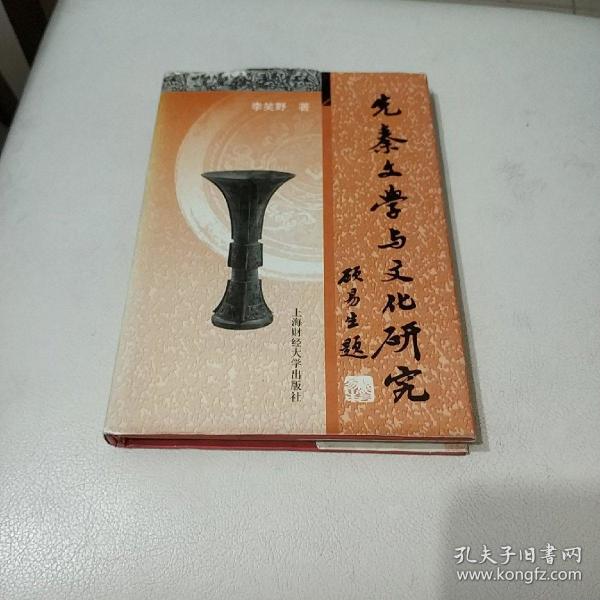 李笑野 著
先秦文学与文化研究
顾易生题
上海财经大学出版社
孔夫子旧书网
www.kongfz.com